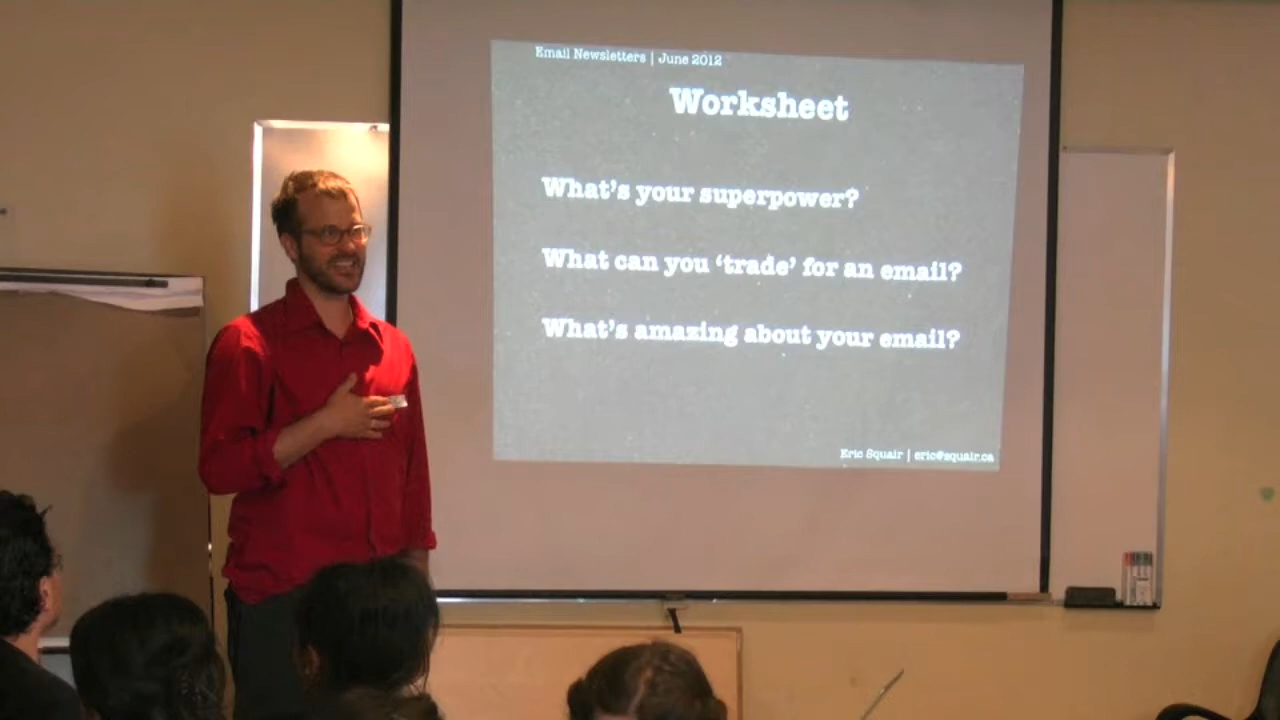 Email Newsletters | June 2012
Worksheet
What's your superpower?
What can you 'trade' for an email?
What's amazing about your email?
Eric Squair | eric@squair.ca